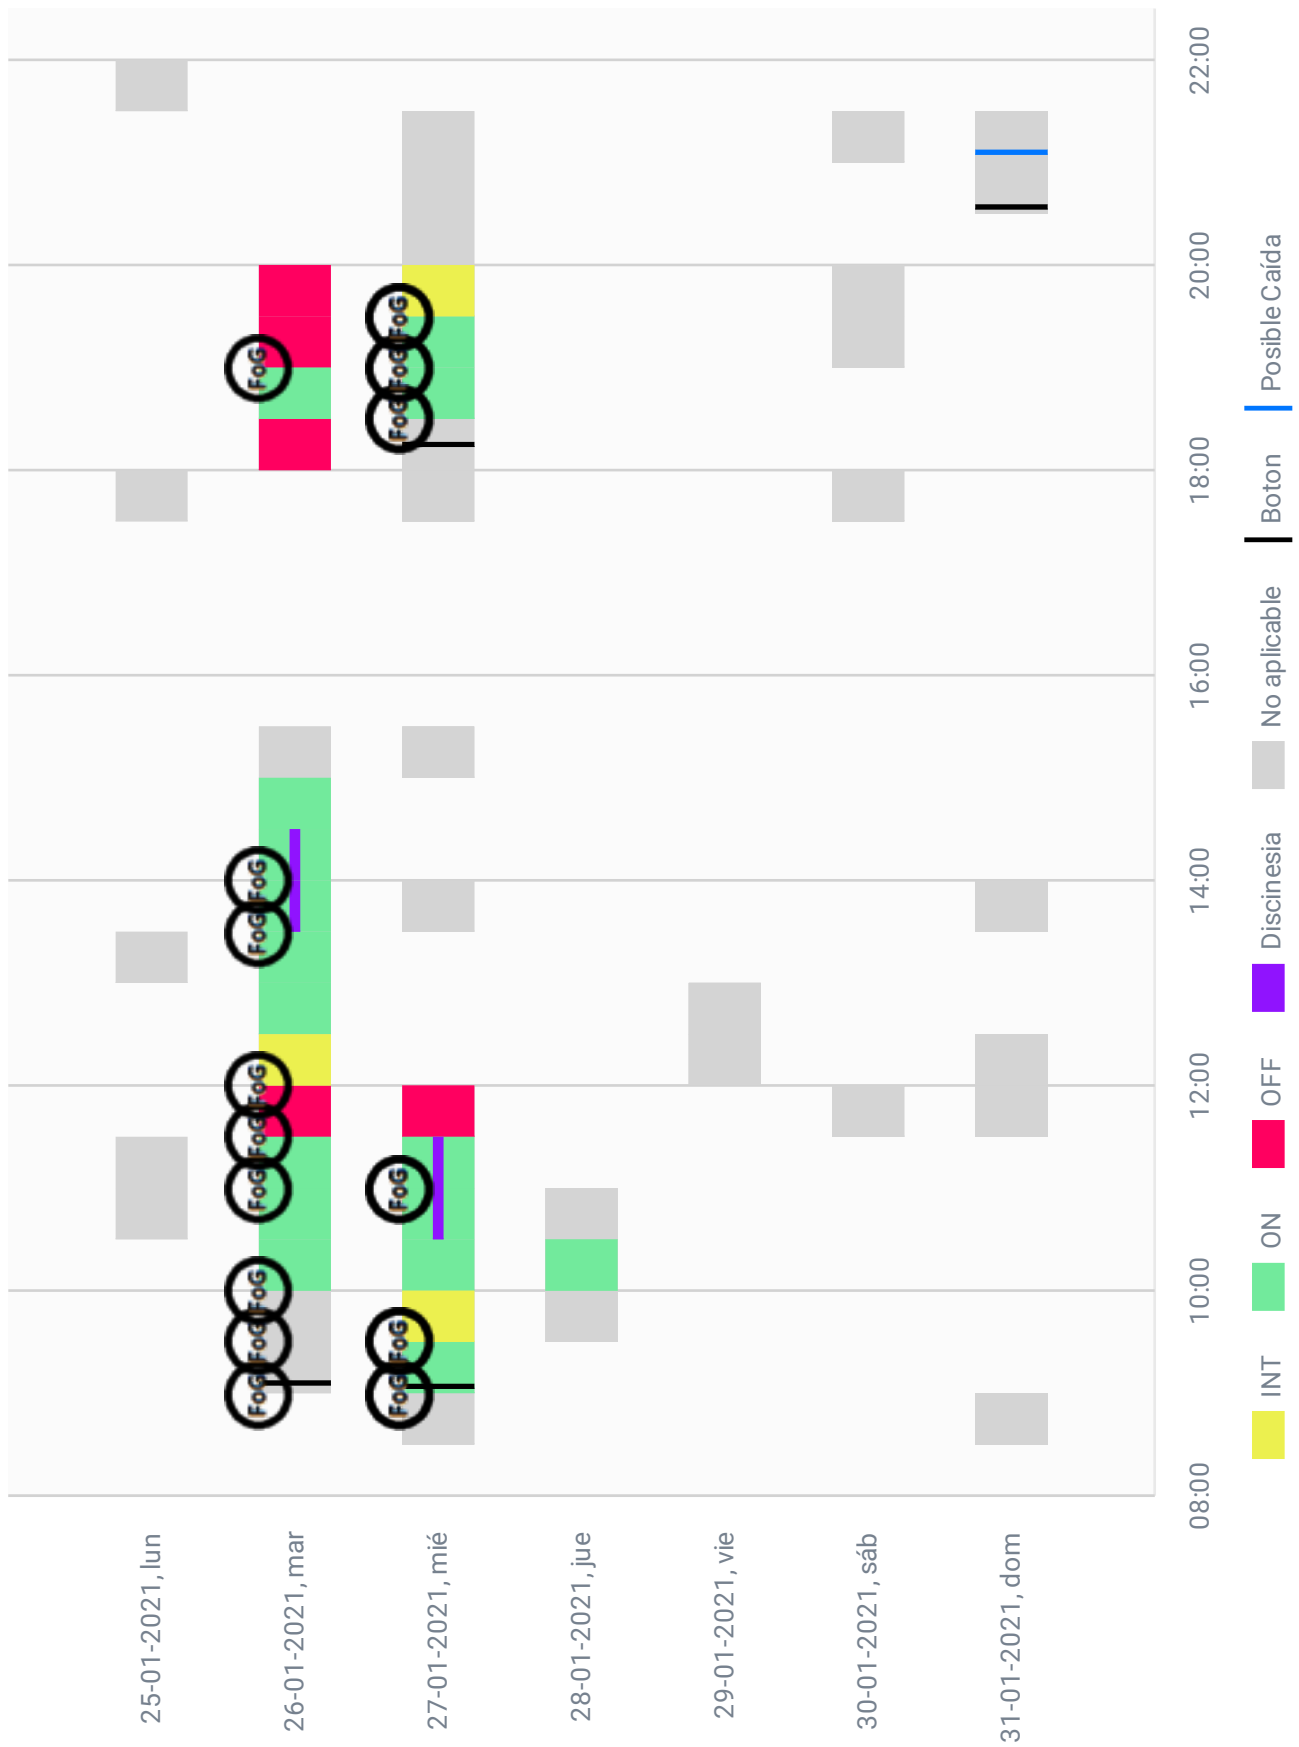 25-01-2021, lun
26-01-2021, mar
FoG FoG FoG FoG FoG FoG FoG FoG FoG
27-01-2021, mié
FoG FoG FoG FoG FoG FoG
28-01-2021, jue
29-01-2021, vie
30-01-2021, sáb
31-01-2021, dom
08:00 10:00 12:00 14:00 16:00 18:00 20:00 22:00
INT ON OFF Discinesia No aplicable Boton Posible Caída